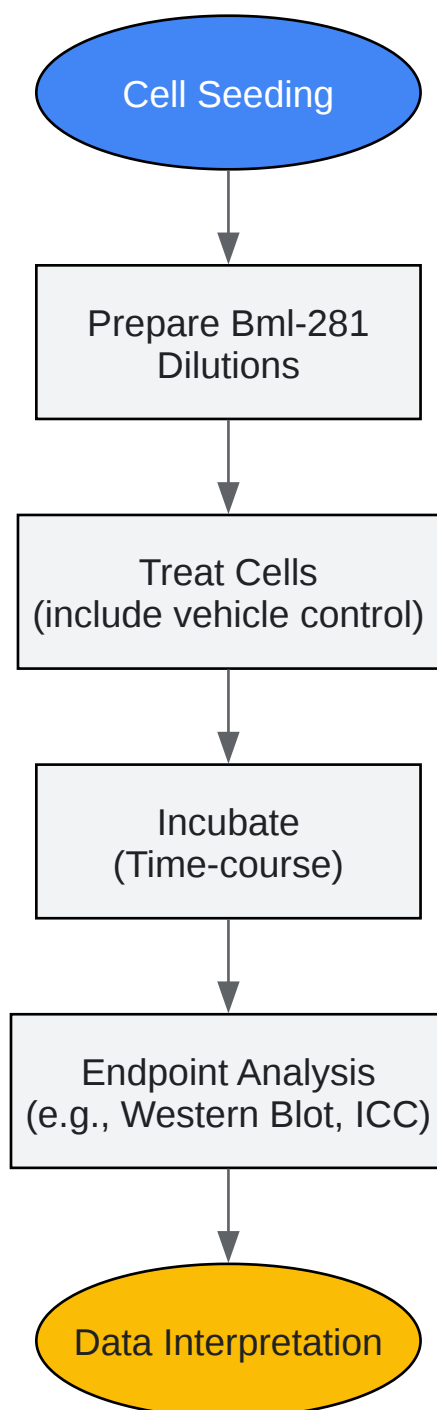 Cell Seeding
Prepare Bml-281
Dilutions
Treat Cells
(include vehicle control)
Incubate
(Time-course)
Endpoint Analysis
(e.g., Western Blot, ICC)
Data Interpretation